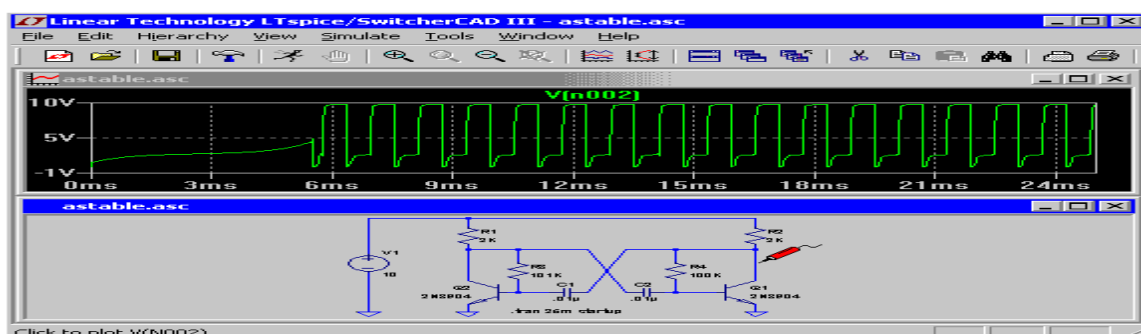 Linear Technology LTspice/SwitcherCAD III - astable.asc
File Edit Hierarchy View Simulate Tools Window Help
astable.asc
V(n002)
10V
5V
-1V
0ms 3ms 6ms 9ms 12ms 15ms 18ms 21ms 24ms
astable.asc
R1
2K
R2
2K
V1
10
R3
101K
R4
100K
C1
.01µ
C2
.01µ
Q2
2N3904
Q1
2N3904
.tran 26m startup
Click to plot V(N002)